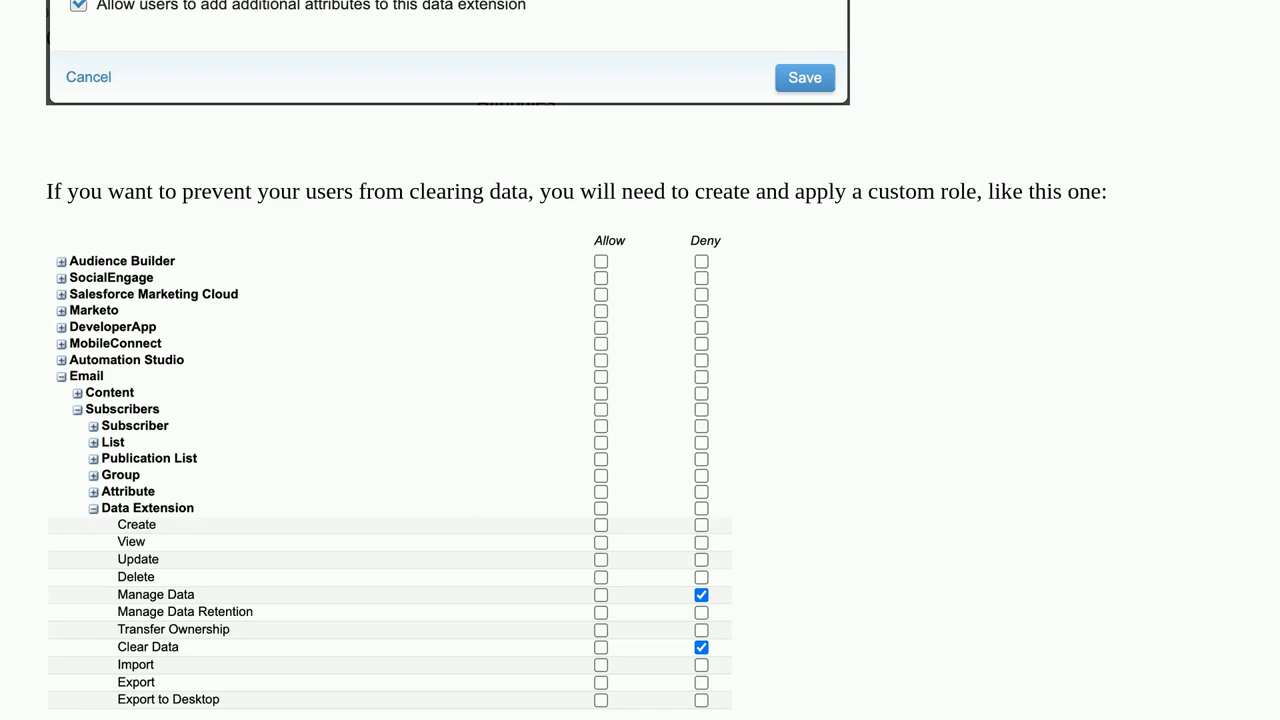 Allow users to add additional attributes to this data extension
Cancel
Save
If you want to prevent your users from clearing data, you will need to create and apply a custom role, like this one:
Allow Deny
Audience Builder
SocialEngage
Salesforce Marketing Cloud
Marketo
DeveloperApp
MobileConnect
Automation Studio
Email
Content
Subscribers
Subscriber
List
Publication List
Group
Attribute
Data Extension
Create
View
Update
Delete
Manage Data
Manage Data Retention
Transfer Ownership
Clear Data
Import
Export
Export to Desktop